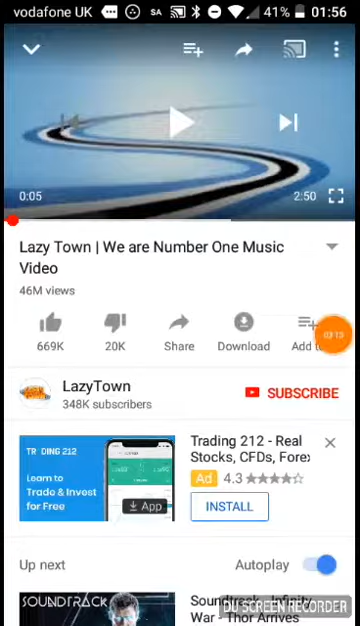 vodafone UK
SA
41%
01:56
0:05
2:50
Lazy Town | We are Number One Music
Video
46M views
669K
20K
Share
Download
Add to
03:13
LazyTown
348K subscribers
SUBSCRIBE
TRADING 212
Learn to
Trade & Invest
for Free
App
Trading 212 - Real
Stocks, CFDs, Forex
Ad
4.3
INSTALL
Up next
Autoplay
SOUNDTRACK
Soundtrack - Infinity
War - Thor Arrives
DU SCREEN RECORDER